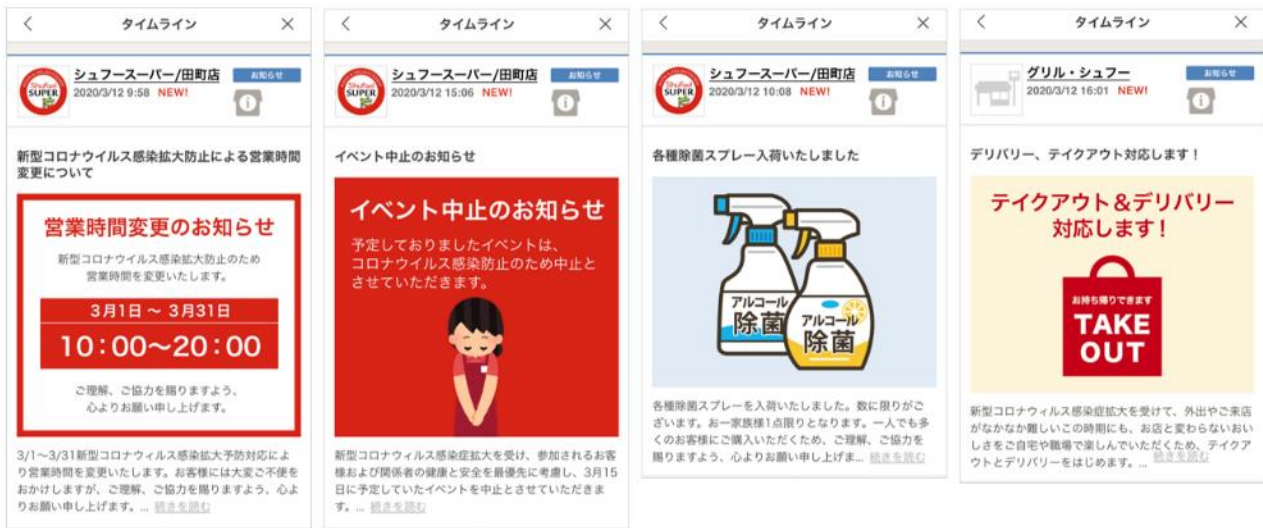 タイムライン
シュフースーパー/田町店
お知らせ
Shufoo!
SUPER
2020/3/12 9:58 NEW!
新型コロナウイルス感染拡大防止による営業時間
変更について
営業時間変更のお知らせ
新型コロナウイルス感染拡大防止のため
営業時間を変更いたします。
3月1日 ~ 3月31日
10:00~20:00
ご理解、ご協力を賜りますよう、
心よりお願い申し上げます。
3/1~3/31新型コロナウィルス感染拡大予防対応によ
り営業時間を変更いたします。お客様には大変ご不便を
おかけしますが、ご理解、ご協力を賜りますよう、心よ
りお願い申し上げます。... 続きを読む
タイムライン
シュフースーパー/田町店
お知らせ
Shufoo!
SUPER
2020/3/12 15:06 NEW!
イベント中止のお知らせ
イベント中止のお知らせ
予定しておりましたイベントは、
コロナウイルス感染防止のため中止と
させていただきます。
新型コロナウィルス感染症拡大を受け、参加されるお客
様および関係者の健康と安全を最優先に考慮し、3月15
日に予定していたイベントを中止とさせていただきま
す。... 続きを読む
タイムライン
シュフースーパー/田町店
お知らせ
Shufoo!
SUPER
2020/3/12 10:08 NEW!
各種除菌スプレー入荷いたしました
アルコール
除菌
アルコール
除菌
各種除菌スプレーを入荷いたしました。数に限りがご
ざいます。お一家族様1点限りとなります。一人でも多
くのお客様にご購入いただくため、ご理解、ご協力を
賜りますよう、心よりお願い申しげま... 続きを読む
タイムライン
グリル・シュフー
お知らせ
2020/3/12 16:01 NEW!
デリバリー、テイクアウト対応します！
テイクアウト＆デリバリー
対応します！
お持ち帰りできます
TAKE
OUT
新型コロナウィルス感染症拡大を受けて、外出やご来店
がなかなか難しいこの時期にも、お店と変わらないおい
しさをご自宅や職場で楽しんでいただくため、テイクア
ウトとデリバリーをはじめます。... 続きを読む